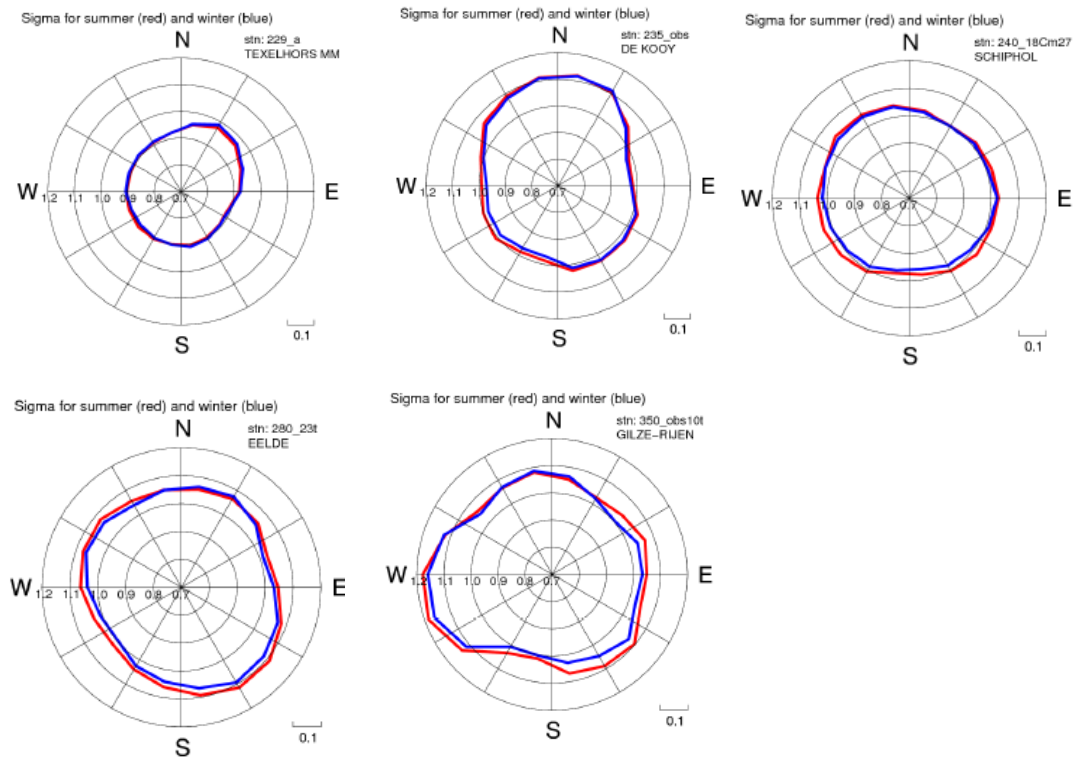 Sigma for summer (red) and winter (blue)
stn: 229_a
TEXELHORS MM
N
W
1.2 1.1 1.0 0.9 0.8 0.7
E
S
0.1
Sigma for summer (red) and winter (blue)
stn: 235_obs
DE KOOY
N
W
1.2 1.1 1.0 0.9 0.8 0.7
E
S
0.1
Sigma for summer (red) and winter (blue)
stn: 240_18Cm27
SCHIPHOL
N
W
1.2 1.1 1.0 0.9 0.8 0.7
E
S
0.1
Sigma for summer (red) and winter (blue)
stn: 280_23t
EELDE
N
W
1.2 1.1 1.0 0.9 0.8 0.7
E
S
0.1
Sigma for summer (red) and winter (blue)
stn: 350_obs10t
GILZE-RIJEN
N
W
1.2 1.1 1.0 0.9 0.8 0.7
E
S
0.1